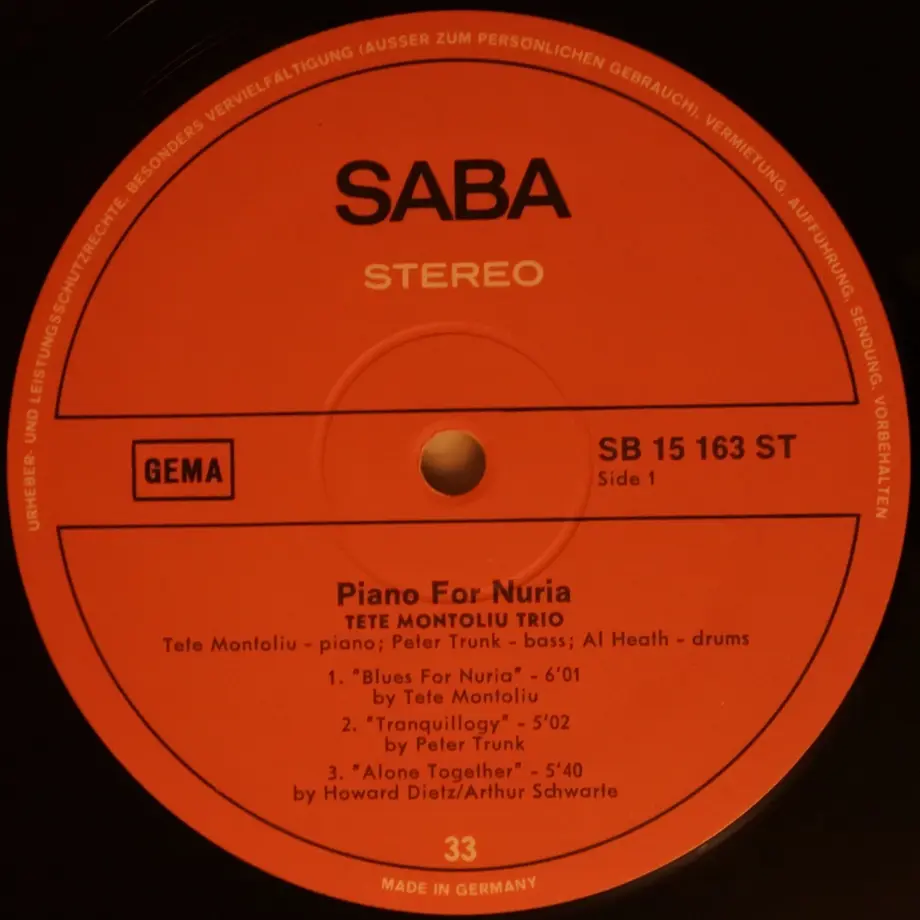 URHEBER- UND LEISTUNGSSCHUTZRECHTE, BESONDERS VERVIELFÄLTIGUNG (AUSSER ZUM PERSÖNLICHEN GEBRAUCH), VERMIETUNG, AUFFÜHRUNG, SENDUNG, VORBEHALTEN
SABA
STEREO
GEMA
SB 15 163 ST
Side 1
Piano For Nuria
TETE MONTOLIU TRIO
Tete Montoliu - piano; Peter Trunk - bass; Al Heath - drums
1. "Blues For Nuria" - 6'01
by Tete Montoliu
2. "Tranquillogy" - 5'02
by Peter Trunk
3. "Alone Together" - 5'40
by Howard Dietz/Arthur Schwarle
33
MADE IN GERMANY